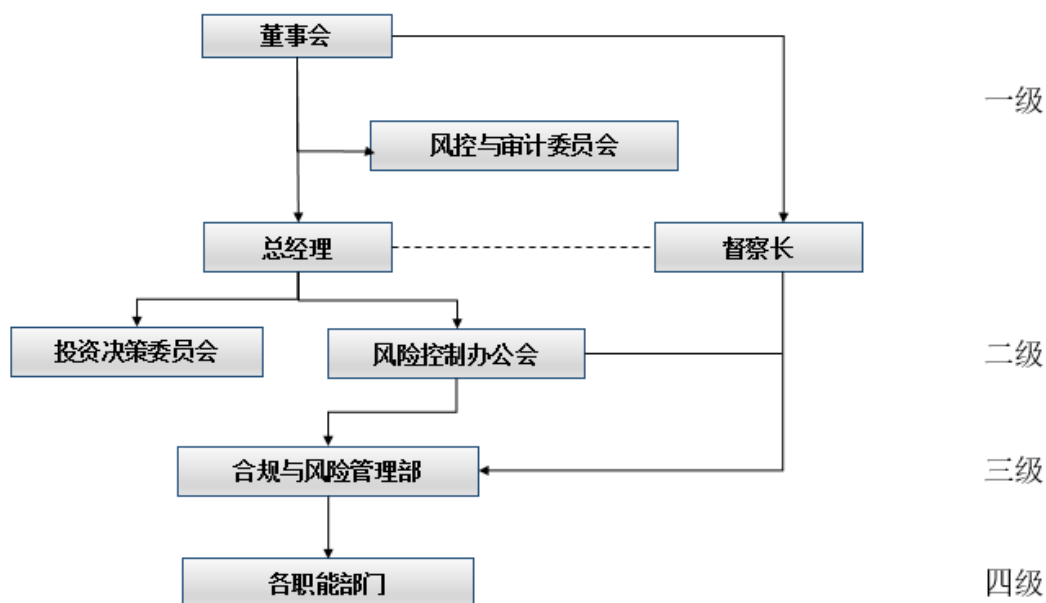 董事会
一级
风控与审计委员会
总经理
督察长
投资决策委员会
风险控制办公会
二级
合规与风险管理部
三级
各职能部门
四级